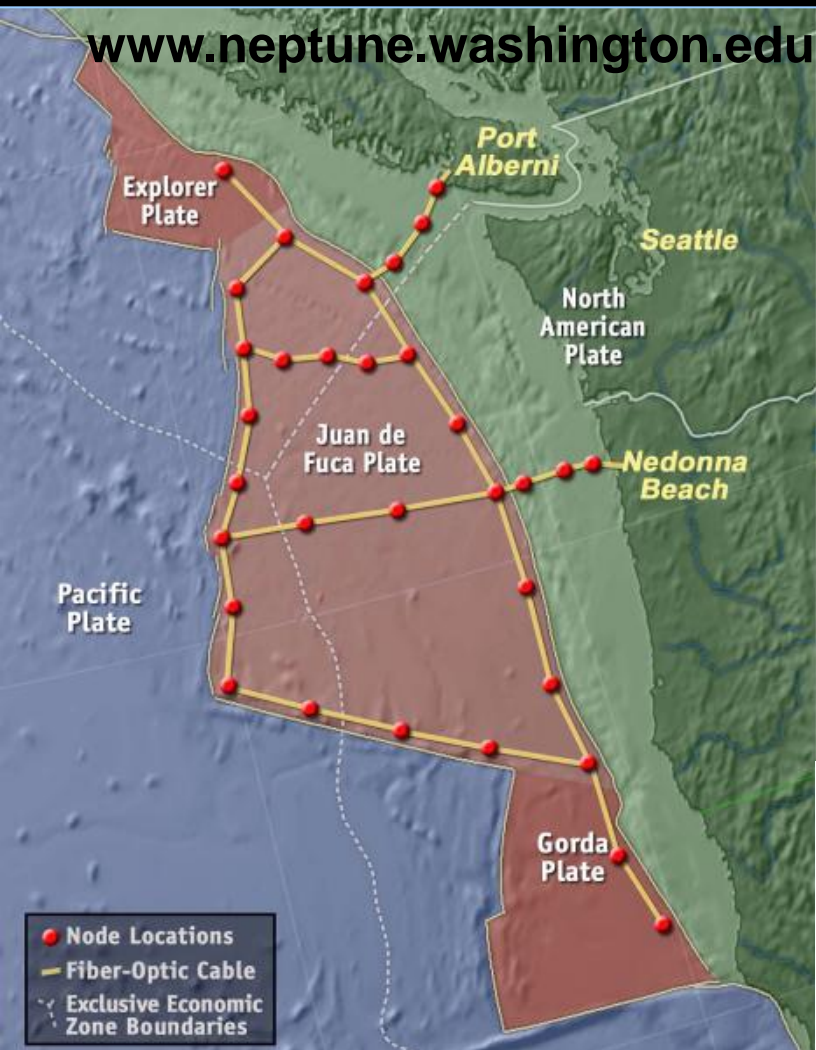 www.neptune.washington.edu
Port
Alberni
Explorer
Plate
Seattle
North
American
Plate
Juan de
Fuca Plate
Nedonna
Beach
Pacific
Plate
Gorda
Plate
Node Locations
Fiber-Optic Cable
Exclusive Economic
Zone Boundaries